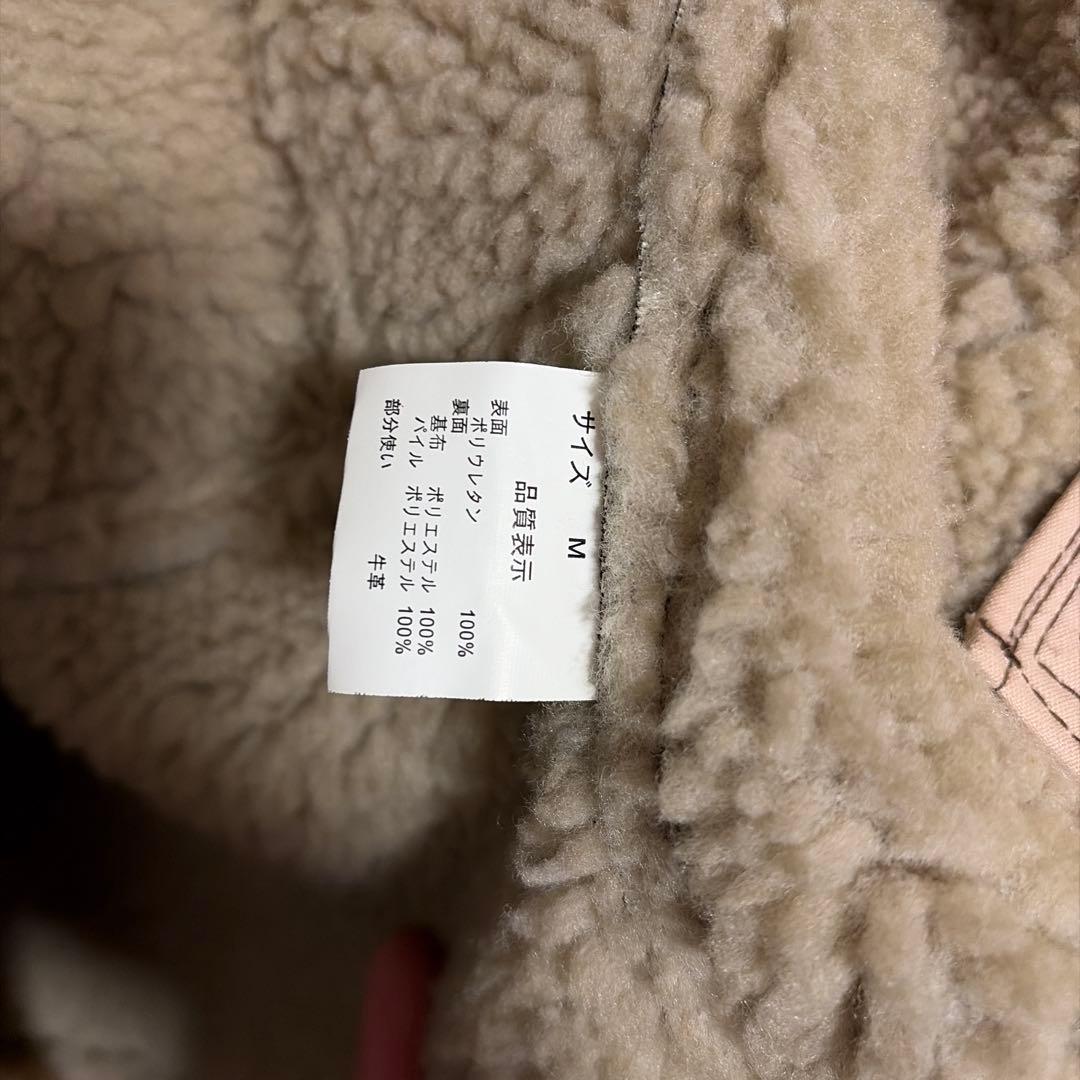 サイズ M
品質表示
表面
ポリウレタン 100%
裏面
基布 ポリエステル 100%
パイル ポリエステル 100%
部分使い 牛革